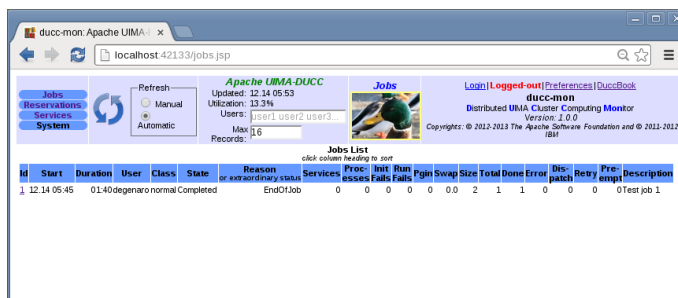 ducc-mon: Apache UIMA-
localhost:42133/jobs.jsp
Jobs
Reservations
Services
System
Refresh
Manual
Automatic
Apache UIMA-DUCC
Updated: 12.14 05:53
Utilization: 13.3%
Users: user1 user2 user3...
Max Records: 16
Jobs
Login|Logged-out|Preferences|DuccBook
ducc-mon
Distributed UIMA Cluster Computing Monitor
Version: 1.0.0
Copyrights: © 2012-2013 The Apache Software Foundation and © 2011-2012 IBM
Jobs List
click column heading to sort
Id Start Duration User Class State Reason or extraordinary status Services Proc-esses Init Fails Run Fails Pgin Swap Size Total Done Error Dis-patch Retry Pre-empt Description
1 12.14 05:45 01:40 degenaro normal Completed EndOfJob 0 0 0 0 0 0.0 2 1 1 0 0 0 0 Test job 1